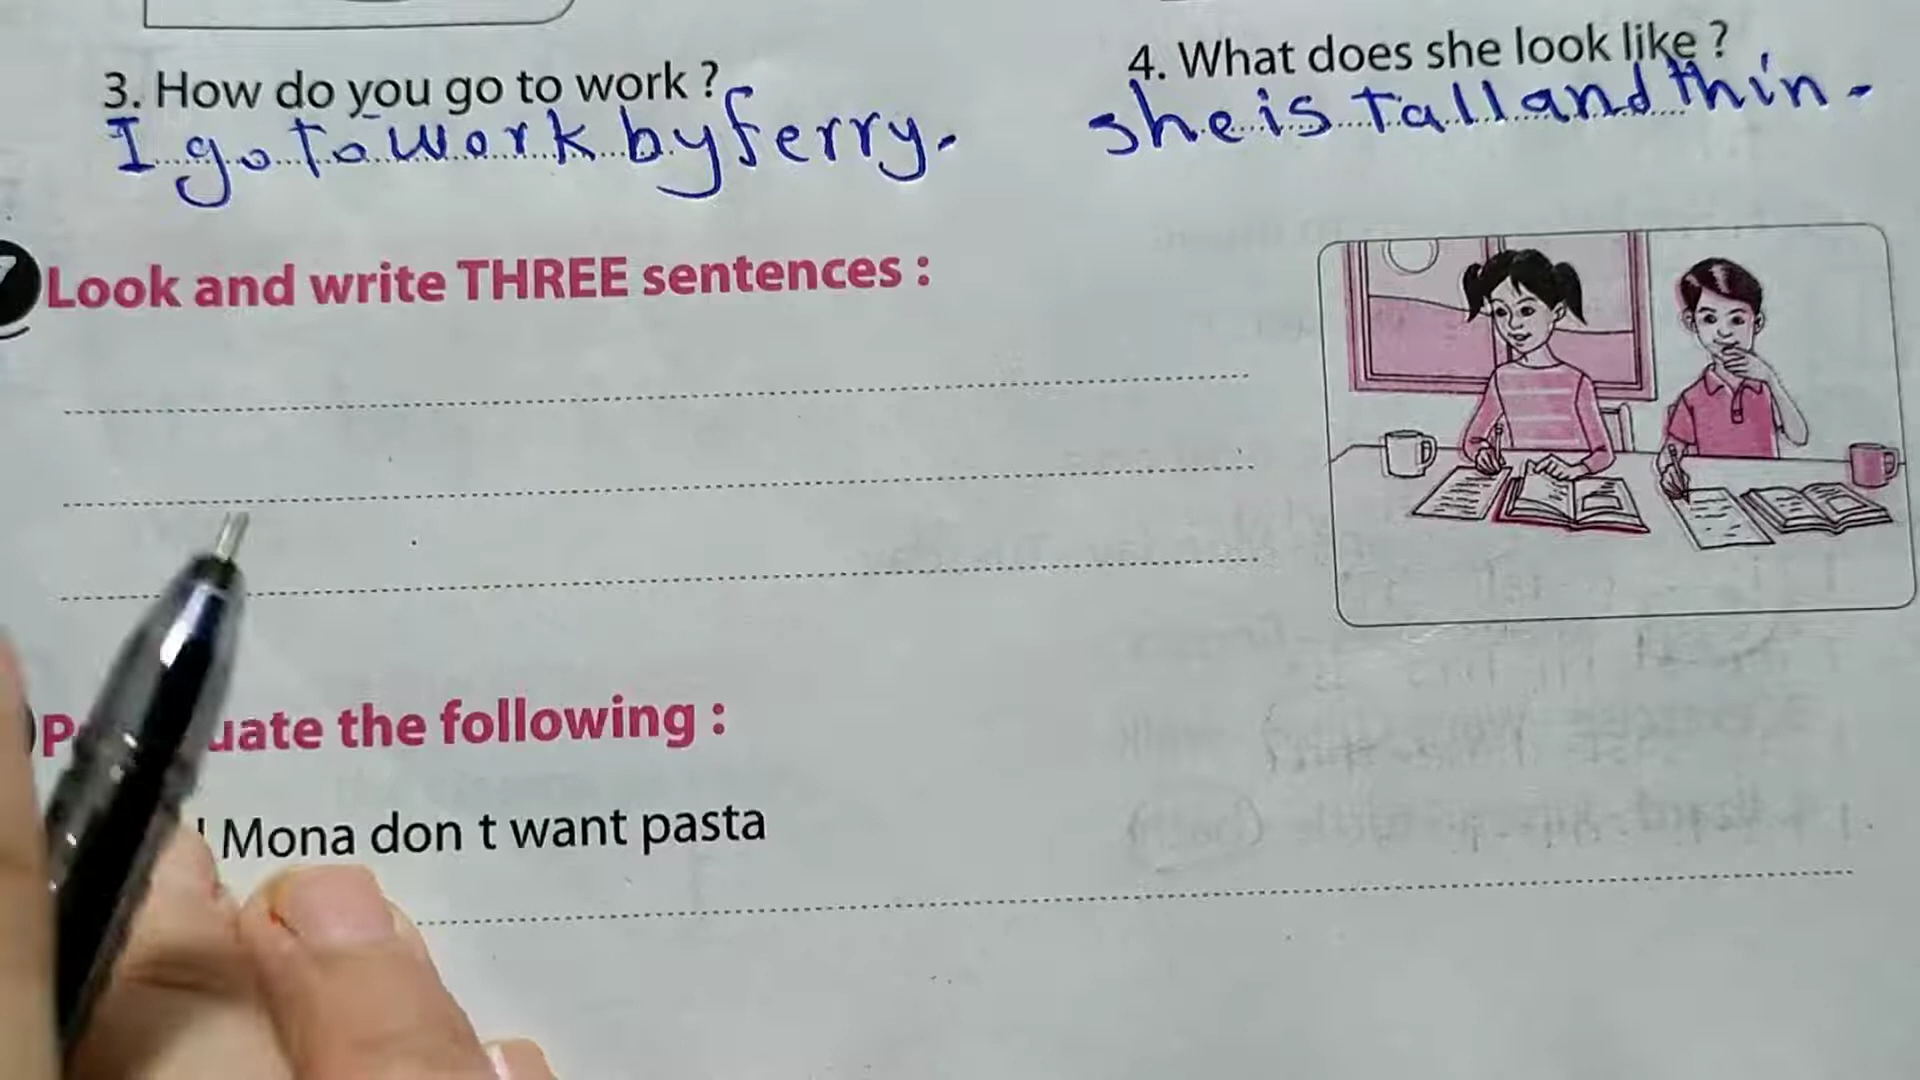 3. How do you go to work ?
I go to work by ferry.
4. What does she look like ?
she is tall and thin.
7 Look and write THREE sentences :
the following :
Mona don t want pasta